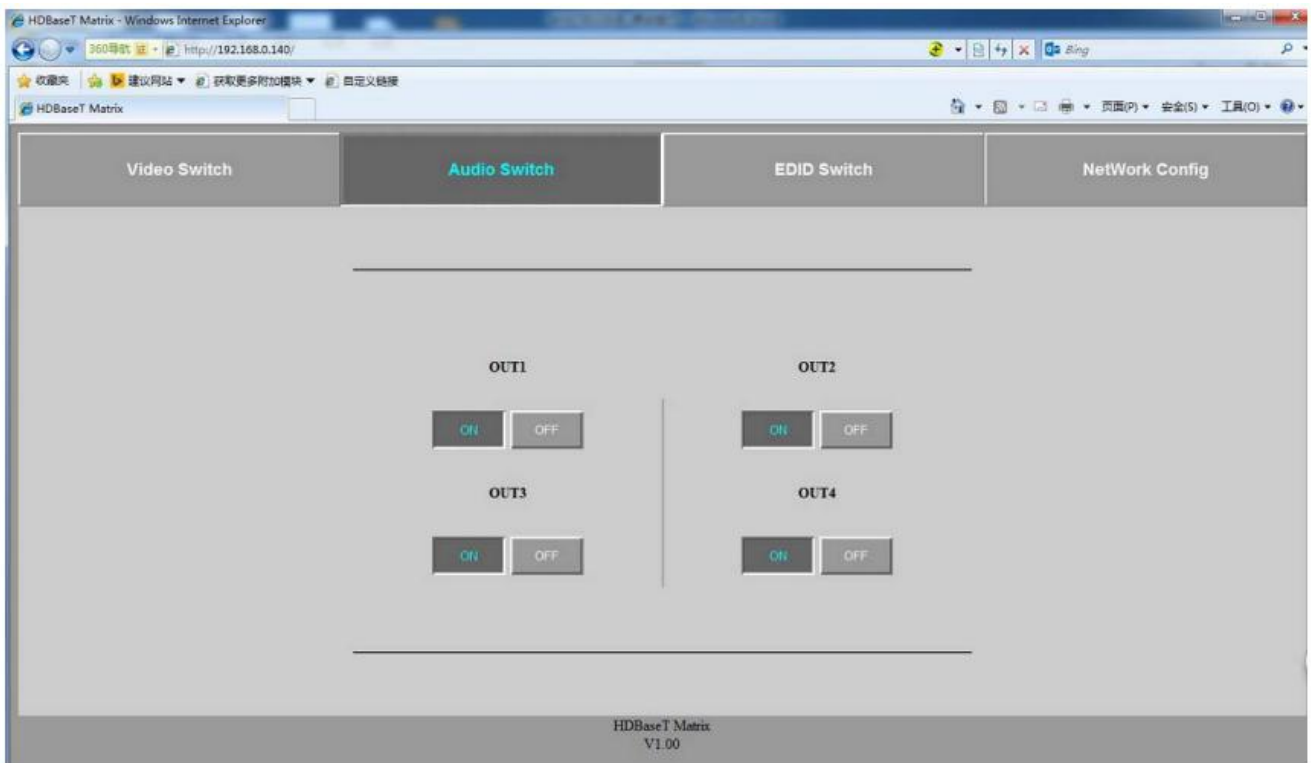 HDBaseT Matrix - Windows Internet Explorer
360导航 http://192.168.0.140/ Bing
收藏夹 建议网站 获取更多附加模块 自定义链接
HDBaseT Matrix 页面(P) 安全(S) 工具(O)
Video Switch Audio Switch EDID Switch NetWork Config
OUT1 OUT2
ON OFF ON OFF
OUT3 OUT4
ON OFF ON OFF
HDBaseT Matrix
V1.00